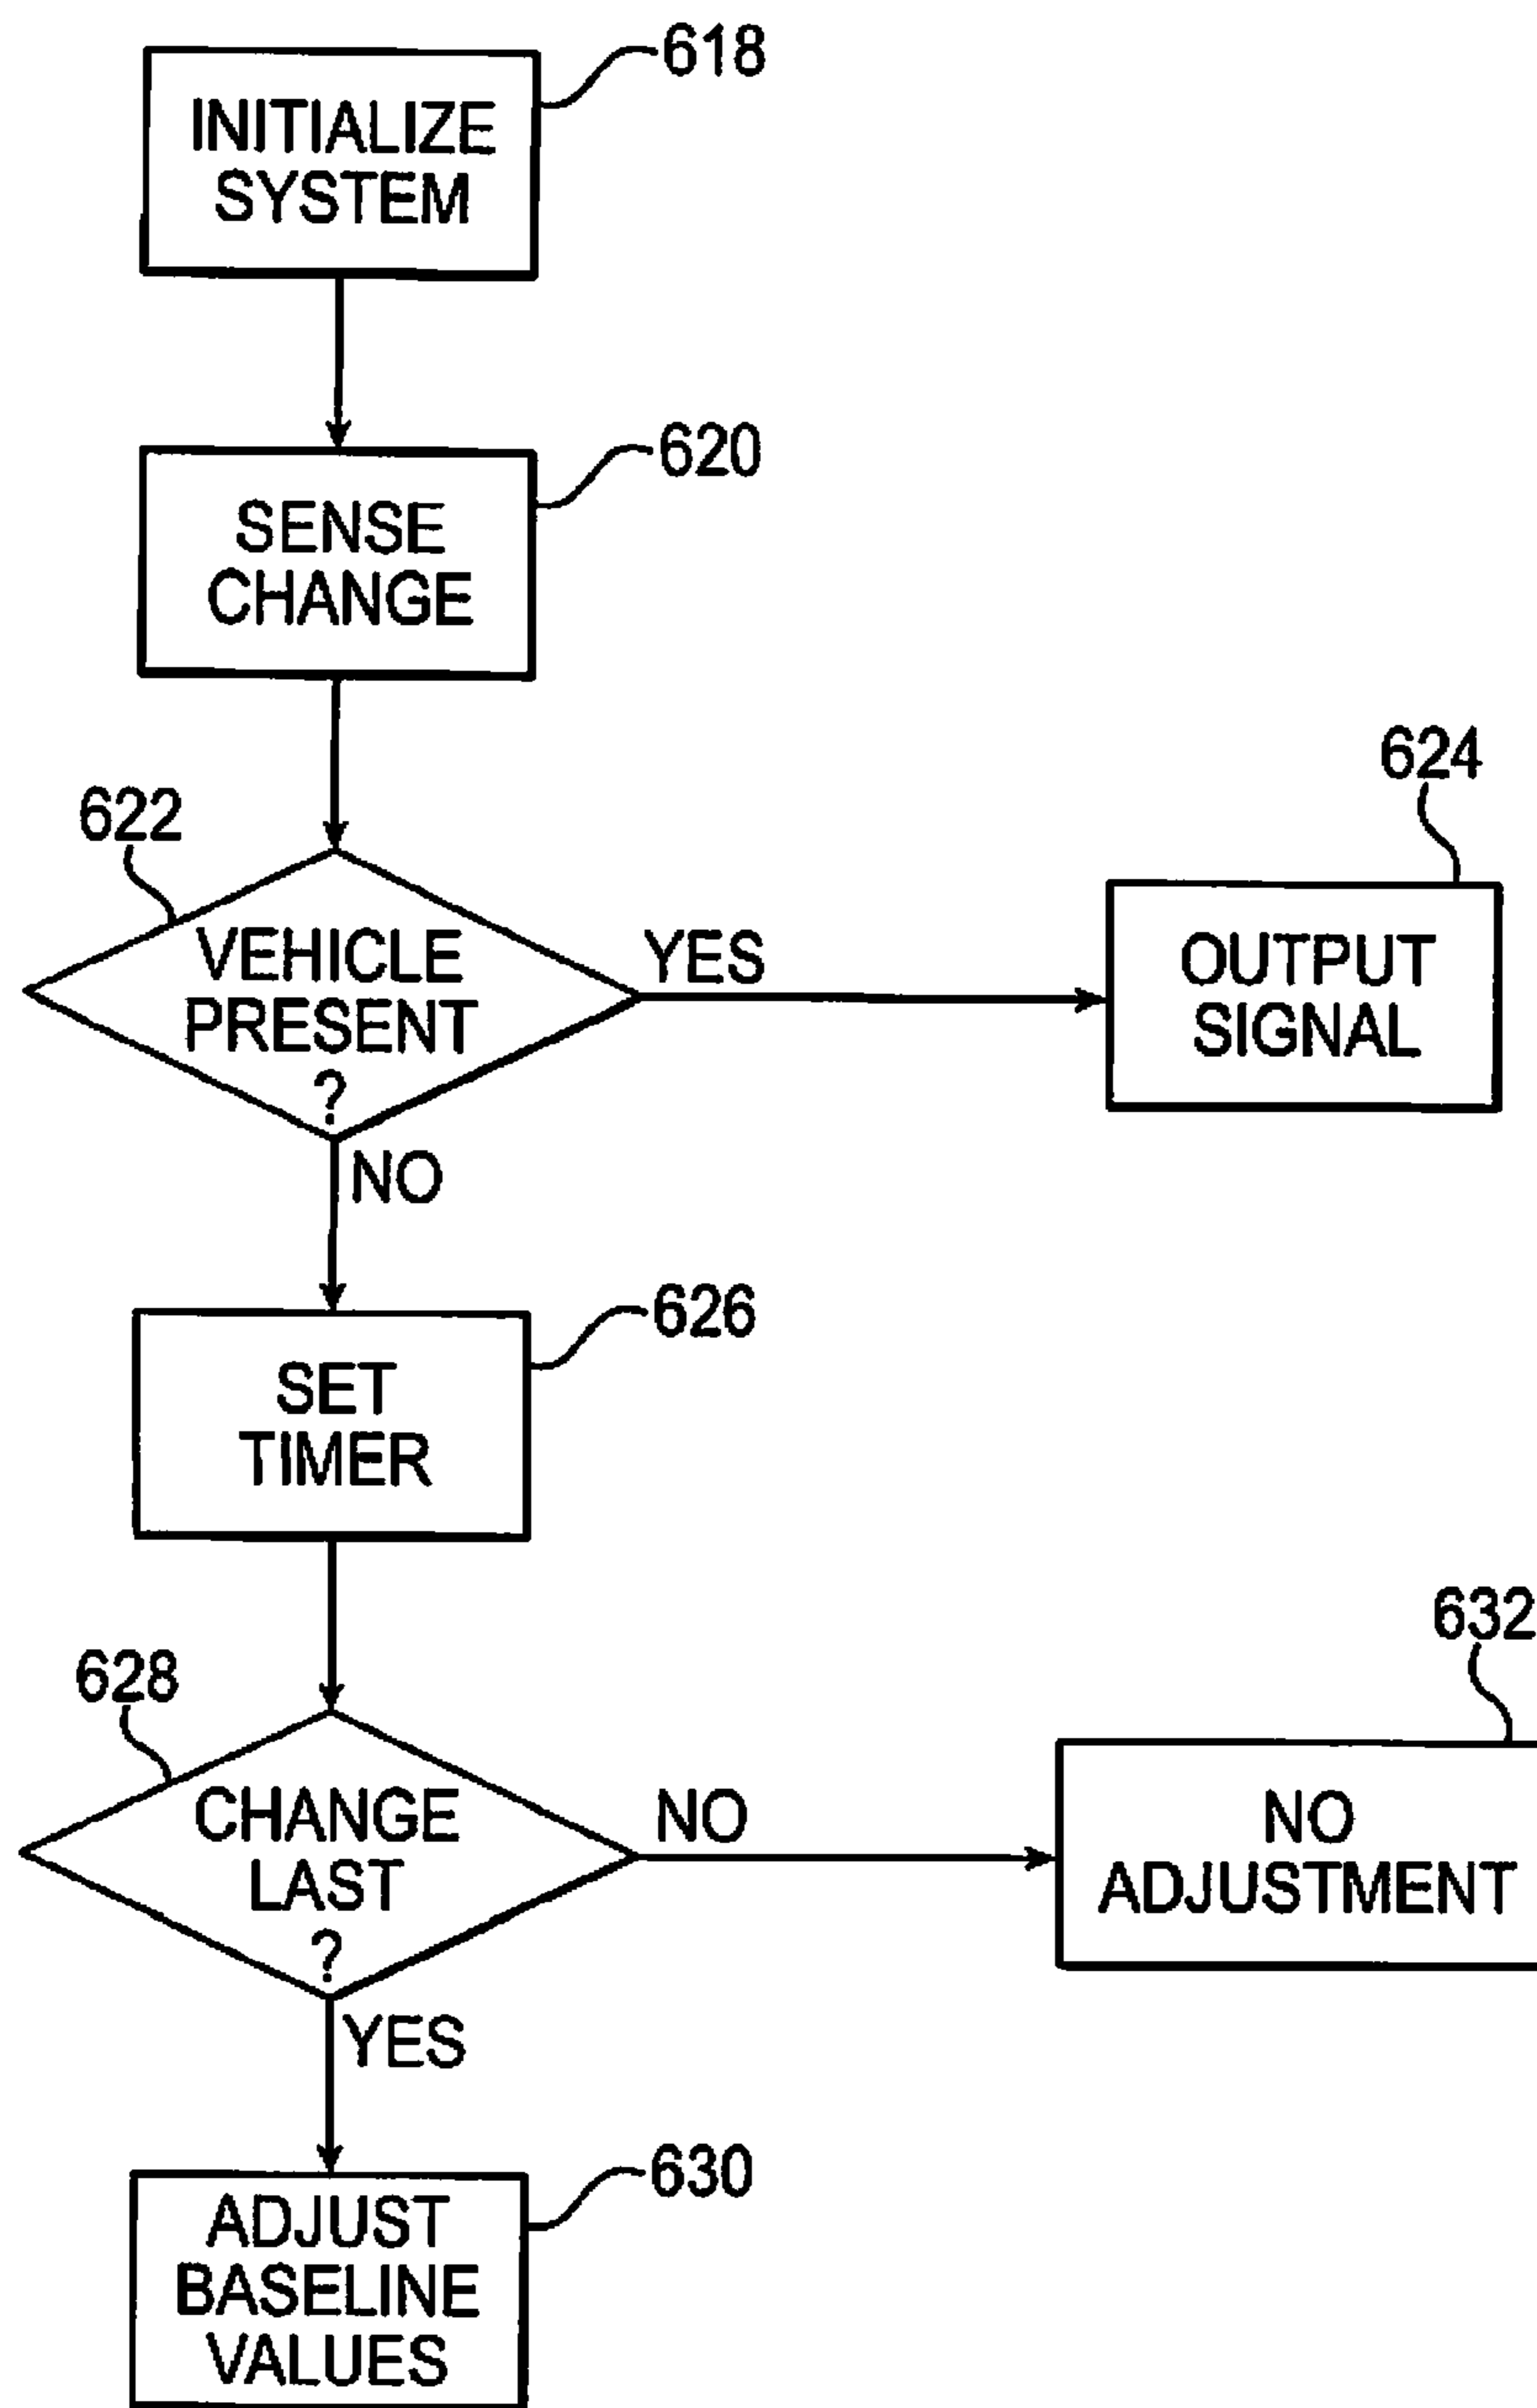 618
INITIALIZE
SYSTEM
620
SENSE
CHANGE
622
VEHICLE
PRESENT
?
YES
624
OUTPUT
SIGNAL
NO
626
SET
TIMER
628
CHANGE
LAST
?
NO
632
NO
ADJUSTMENT
YES
630
ADJUST
BASELINE
VALUES